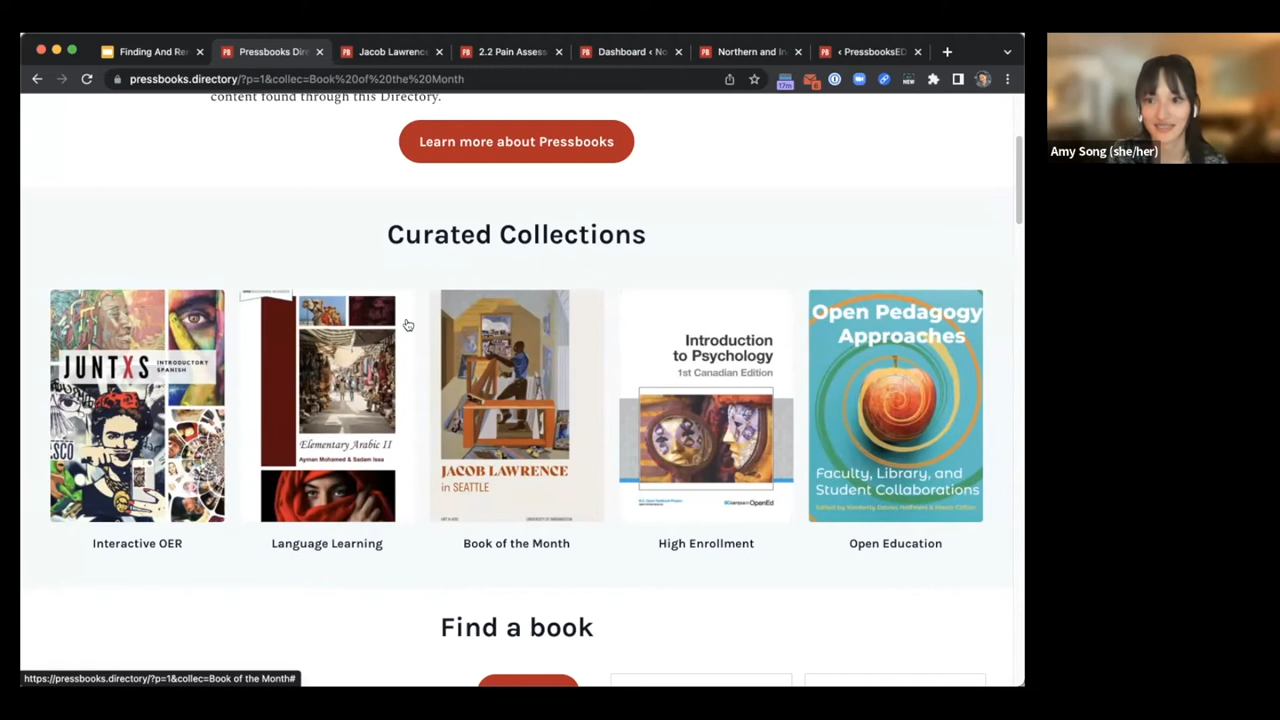 Finding And Re
Pressbooks Dir
Jacob Lawrence
2.2 Pain Assess
Dashboard ‹ No
Northern and In
‹ PressbooksED
pressbooks.directory/?p=1&collec=Book%20of%20the%20Month
17m
6
NEW
content found through this Directory.
Learn more about Pressbooks
Amy Song (she/her)
Curated Collections
JUNTXS INTRODUCTORY SPANISH
Elementary Arabic II
Ayman Mohamed & Sadam Issa
JACOB LAWRENCE
in SEATTLE
Introduction
to Psychology
1st Canadian Edition
Open Pedagogy
Approaches
Faculty, Library, and
Student Collaborations
Interactive OER
Language Learning
Book of the Month
High Enrollment
Open Education
Find a book
https://pressbooks.directory/?p=1&collec=Book of the Month#